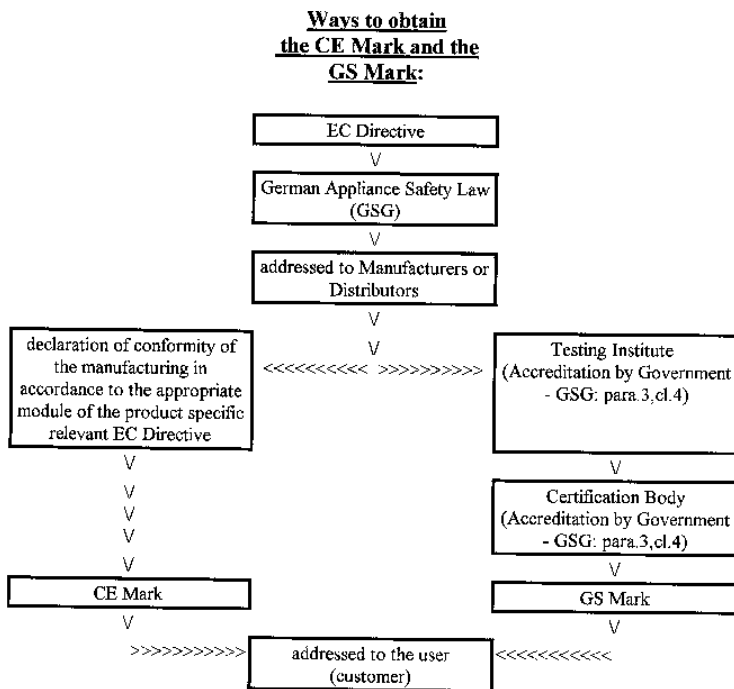 Ways to obtain
the CE Mark and the
GS Mark:
EC Directive
\/
German Appliance Safety Law
(GSG)
\/
addressed to Manufacturers or
Distributors
\/
\/
declaration of conformity of
the manufacturing in
accordance to the appropriate
module of the product specific
relevant EC Directive
<<<<<<<<<< >>>>>>>>>>
Testing Institute
(Accreditation by Government
- GSG: para.3,cl.4)
\/
\/
\/
\/
\/
\/
Certification Body
(Accreditation by Government
- GSG: para.3,cl.4)
\/
CE Mark
GS Mark
\/
\/
>>>>>>>>>>>
addressed to the user
(customer)
<<<<<<<<<<<